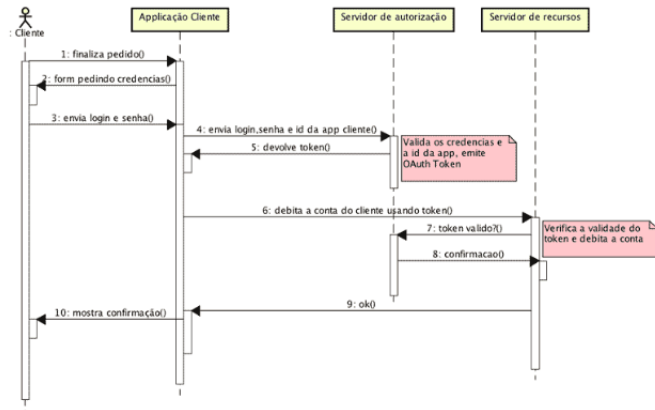 Applicação Cliente
Servidor de autorização
Servidor de recursos
: Cliente
1: finaliza pedido()
2: form pedindo credencias()
3: envia login e senha()
4: envia login,senha e id da app cliente()
Valida os credencias e
a id da app, emite
OAuth Token
5: devolve token()
6: debita a conta do cliente usando token()
7: token valido?()
Verifica a validade do
token e debita a conta
8: confirmacao()
9: ok()
10: mostra confirmação()